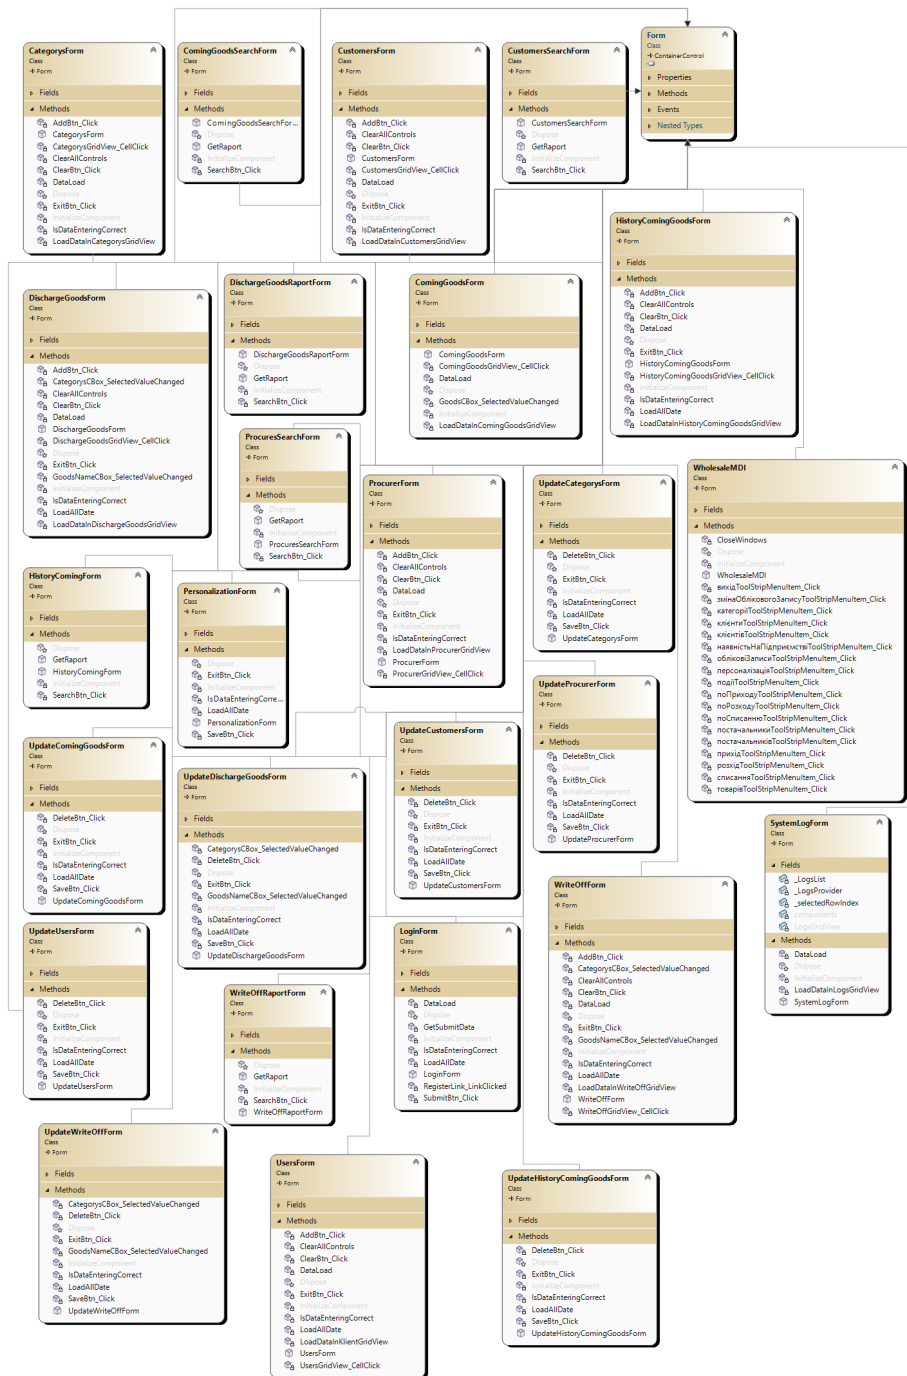 CategorysForm
Class
Form
Fields
Methods
AddBtn_Click
CategorysForm
CategorysGridView_CellClick
ClearAllControls
ClearBtn_Click
DataLoad
Dispose
ExitBtn_Click
InitializeComponent
IsDataEnteringCorrect
LoadDataInCategorysGridView
ComingGoodsSearchForm
Class
Form
Fields
Methods
ComingGoodsSearchFor...
Dispose
GetRaport
InitializeComponent
SearchBtn_Click
CustomersForm
Class
Form
Fields
Methods
AddBtn_Click
ClearAllControls
ClearBtn_Click
CustomersForm
CustomersGridView_CellClick
DataLoad
Dispose
ExitBtn_Click
InitializeComponent
IsDataEnteringCorrect
LoadDataInCustomersGridView
CustomersSearchForm
Class
Form
Fields
Methods
CustomersSearchForm
Dispose
GetRaport
InitializeComponent
SearchBtn_Click
Form
Class
ContainerControl
Properties
Methods
Events
Nested Types
HistoryComingGoodsForm
Class
Form
Fields
Methods
AddBtn_Click
ClearAllControls
ClearBtn_Click
DataLoad
Dispose
ExitBtn_Click
HistoryComingGoodsForm
HistoryComingGoodsGridView_CellClick
InitializeComponent
IsDataEnteringCorrect
LoadAllDate
LoadDataInHistoryComingGoodsGridView
DischargeGoodsForm
Class
Form
Fields
Methods
AddBtn_Click
CategorysCBox_SelectedValueChanged
ClearAllControls
ClearBtn_Click
DataLoad
DischargeGoodsForm
DischargeGoodsGridView_CellClick
Dispose
ExitBtn_Click
GoodsNameCBox_SelectedValueChanged
InitializeComponent
IsDataEnteringCorrect
LoadAllDate
LoadDataInDischargeGoodsGridView
DischargeGoodsRaportForm
Class
Form
Fields
Methods
DischargeGoodsRaportForm
Dispose
GetRaport
InitializeComponent
SearchBtn_Click
ComingGoodsForm
Class
Form
Fields
Methods
ComingGoodsForm
ComingGoodsGridView_CellClick
DataLoad
Dispose
GoodsCBox_SelectedValueChanged
InitializeComponent
LoadDataInComingGoodsGridView
ProcuresSearchForm
Class
Form
Fields
Methods
Dispose
GetRaport
InitializeComponent
ProcuresSearchForm
SearchBtn_Click
ProcurerForm
Class
Form
Fields
Methods
AddBtn_Click
ClearAllControls
ClearBtn_Click
DataLoad
Dispose
ExitBtn_Click
InitializeComponent
IsDataEnteringCorrect
LoadDataInProcurerGridView
ProcurerForm
ProcurerGridView_CellClick
UpdateCategorysForm
Class
Form
Fields
Methods
DeleteBtn_Click
Dispose
ExitBtn_Click
InitializeComponent
IsDataEnteringCorrect
LoadAllDate
SaveBtn_Click
UpdateCategorysForm
WholesaleMDI
Class
Form
Fields
Methods
CloseWindows
Dispose
InitializeComponent
WholesaleMDI
вихідToolStripMenuItem_Click
змінаОбліковогоЗаписуToolStripMenuItem_Click
категоріїToolStripMenuItem_Click
клієнтиToolStripMenuItem_Click
клієнтівToolStripMenuItem_Click
наявністьНаПідприємствіToolStripMenuItem_Click
обліковіЗаписиToolStripMenuItem_Click
персоналізаціяToolStripMenuItem_Click
подіїToolStripMenuItem_Click
поПриходуToolStripMenuItem_Click
поРозходуToolStripMenuItem_Click
поСписаннюToolStripMenuItem_Click
постачальникиToolStripMenuItem_Click
постачальниківToolStripMenuItem_Click
прихідToolStripMenuItem_Click
розхідToolStripMenuItem_Click
списанняToolStripMenuItem_Click
товарівToolStripMenuItem_Click
HistoryComingForm
Class
Form
Fields
Methods
Dispose
GetRaport
HistoryComingForm
InitializeComponent
SearchBtn_Click
PersonalizationForm
Class
Form
Fields
Methods
Dispose
ExitBtn_Click
InitializeComponent
IsDataEnteringCorre...
LoadAllDate
PersonalizationForm
SaveBtn_Click
UpdateProcurerForm
Class
Form
Fields
Methods
DeleteBtn_Click
Dispose
ExitBtn_Click
InitializeComponent
IsDataEnteringCorrect
LoadAllDate
SaveBtn_Click
UpdateProcurerForm
UpdateComingGoodsForm
Class
Form
Fields
Methods
DeleteBtn_Click
Dispose
ExitBtn_Click
InitializeComponent
IsDataEnteringCorrect
LoadAllDate
SaveBtn_Click
UpdateComingGoodsForm
UpdateDischargeGoodsForm
Class
Form
Fields
Methods
CategorysCBox_SelectedValueChanged
DeleteBtn_Click
Dispose
ExitBtn_Click
GoodsNameCBox_SelectedValueChanged
InitializeComponent
IsDataEnteringCorrect
LoadAllDate
SaveBtn_Click
UpdateDischargeGoodsForm
UpdateCustomersForm
Class
Form
Fields
Methods
DeleteBtn_Click
Dispose
ExitBtn_Click
InitializeComponent
IsDataEnteringCorrect
LoadAllDate
SaveBtn_Click
UpdateCustomersForm
SystemLogForm
Class
Form
Fields
_LogsList
_LogsProvider
_selectedRowIndex
components
LogsGridView
Methods
DataLoad
Dispose
InitializeComponent
LoadDataInLogsGridView
SystemLogForm
UpdateUsersForm
Class
Form
Fields
Methods
DeleteBtn_Click
Dispose
ExitBtn_Click
InitializeComponent
IsDataEnteringCorrect
LoadAllDate
SaveBtn_Click
UpdateUsersForm
WriteOffRaportForm
Class
Form
Fields
Methods
Dispose
GetRaport
InitializeComponent
SearchBtn_Click
WriteOffRaportForm
LoginForm
Class
Form
Fields
Methods
DataLoad
Dispose
GetSubmitData
InitializeComponent
IsDataEnteringCorrect
LoadAllDate
LoginForm
RegisterLink_LinkClicked
SubmitBtn_Click
WriteOffForm
Class
Form
Fields
Methods
AddBtn_Click
CategorysCBox_SelectedValueChanged
ClearAllControls
ClearBtn_Click
DataLoad
Dispose
ExitBtn_Click
GoodsNameCBox_SelectedValueChanged
InitializeComponent
IsDataEnteringCorrect
LoadAllDate
LoadDataInWriteOffGridView
WriteOffForm
WriteOffGridView_CellClick
UpdateWriteOffForm
Class
Form
Fields
Methods
CategorysCBox_SelectedValueChanged
DeleteBtn_Click
Dispose
ExitBtn_Click
GoodsNameCBox_SelectedValueChanged
InitializeComponent
IsDataEnteringCorrect
LoadAllDate
SaveBtn_Click
UpdateWriteOffForm
UsersForm
Class
Form
Fields
Methods
AddBtn_Click
ClearAllControls
ClearBtn_Click
DataLoad
Dispose
ExitBtn_Click
InitializeComponent
IsDataEnteringCorrect
LoadAllDate
LoadDataInKlientGridView
UsersForm
UsersGridView_CellClick
UpdateHistoryComingGoodsForm
Class
Form
Fields
Methods
DeleteBtn_Click
Dispose
ExitBtn_Click
InitializeComponent
IsDataEnteringCorrect
LoadAllDate
SaveBtn_Click
UpdateHistoryComingGoodsForm